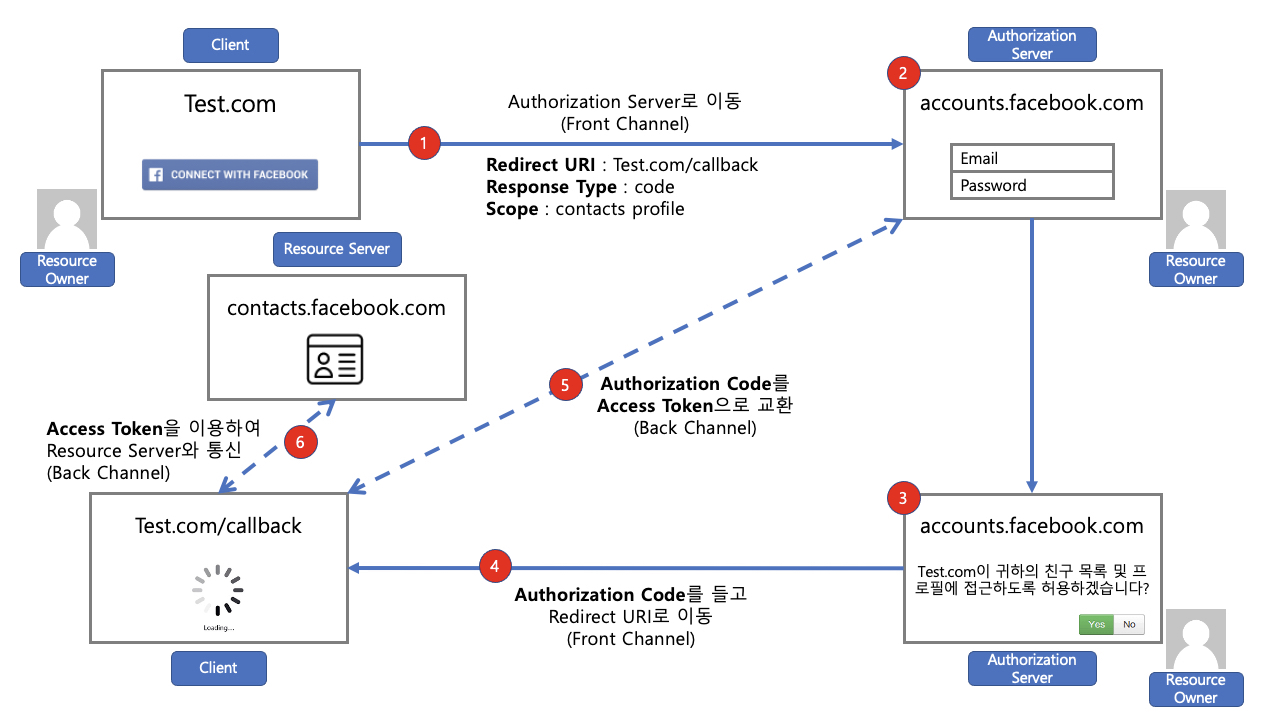 Client
Authorization
Server
Test.com
CONNECT WITH FACEBOOK
1
Authorization Server로 이동
(Front Channel)
Redirect URI : Test.com/callback
Response Type : code
Scope : contacts profile
2
accounts.facebook.com
Email
Password
Resource
Owner
Resource
Owner
Resource Server
contacts.facebook.com
5
Authorization Code를
Access Token으로 교환
(Back Channel)
Access Token을 이용하여
Resource Server와 통신
(Back Channel)
6
Test.com/callback
Loading...
Client
4
Authorization Code를 들고
Redirect URI로 이동
(Front Channel)
3
accounts.facebook.com
Test.com이 귀하의 친구 목록 및 프
로필에 접근하도록 허용하겠습니다?
Yes
No
Authorization
Server
Resource
Owner